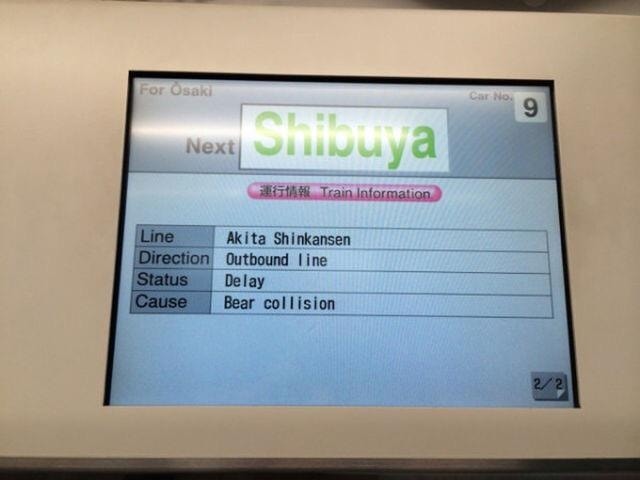 For Ōsaki
Car No. 9
Next Shibuya
運行情報 Train Information
Line Akita Shinkansen
Direction Outbound line
Status Delay
Cause Bear collision
2/2